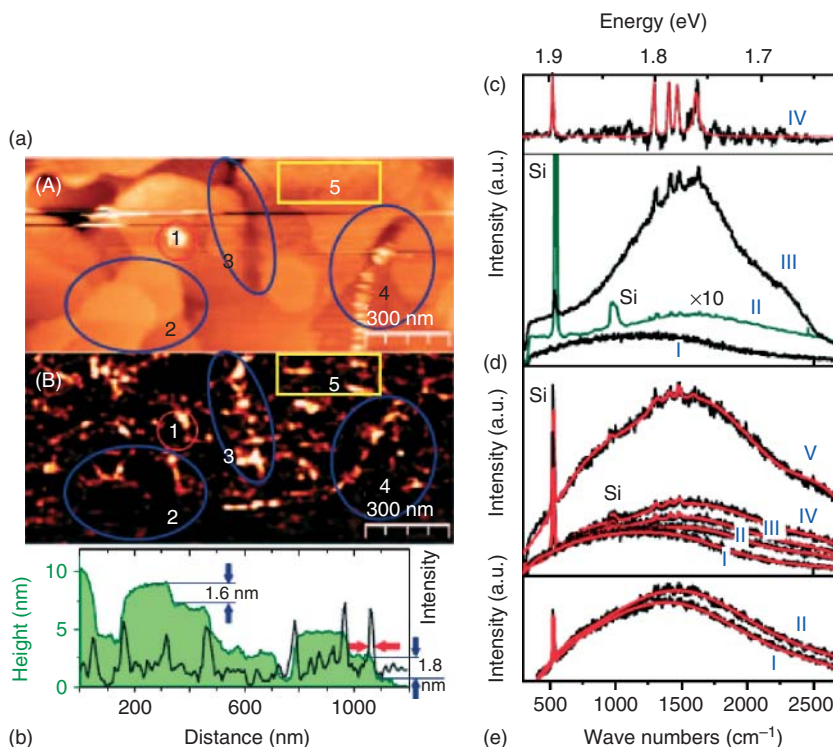 (a)
(A)
1
2
3
4
5
300 nm
(B)
1
2
3
4
5
300 nm
Height (nm)
10
5
0
1.6 nm
1.8
nm
Intensity
200 400 600 800 1000
(b)
Distance (nm)
Energy (eV)
1.9 1.8 1.7
(c)
IV
Intensity (a.u.)
Si
III
Si
×10
II
I
(d)
Intensity (a.u.)
Si
V
Si
IV
III
II
I
Intensity (a.u.)
II
I
500 1000 1500 2000 2500
(e)
Wave numbers (cm⁻¹)